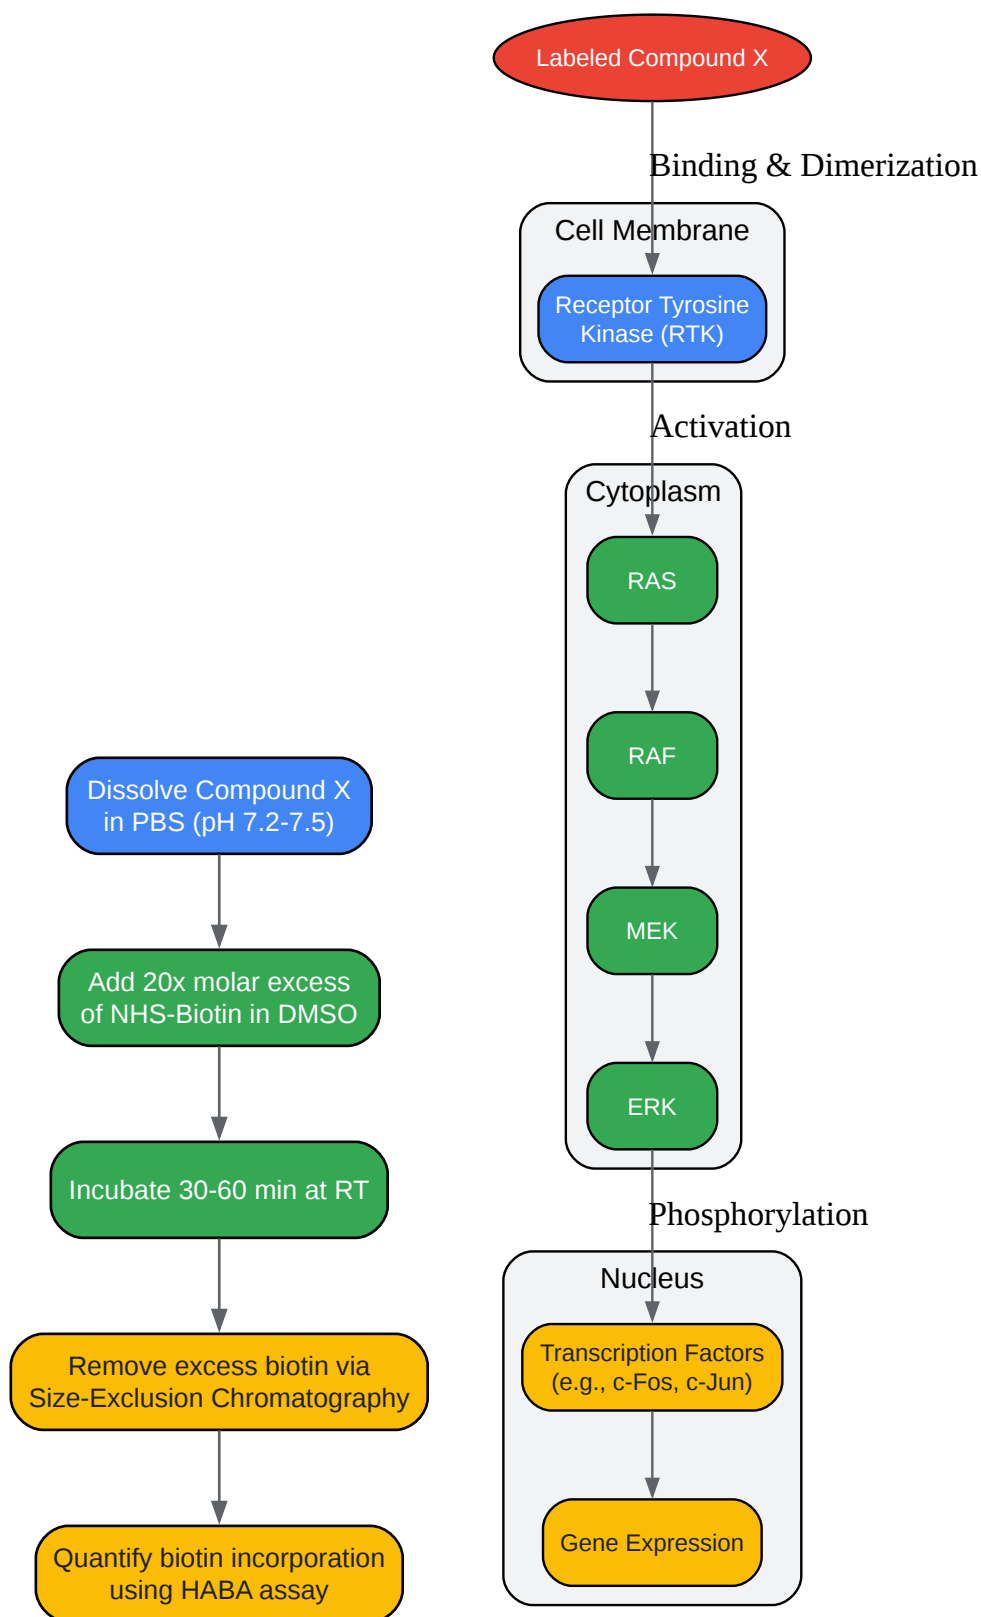 Labeled Compound X
Binding & Dimerization
Cell Membrane
Receptor Tyrosine
Kinase (RTK)
Activation
Cytoplasm
RAS
RAF
MEK
ERK
Phosphorylation
Nucleus
Transcription Factors
(e.g., c-Fos, c-Jun)
Gene Expression
Dissolve Compound X
in PBS (pH 7.2-7.5)
Add 20x molar excess
of NHS-Biotin in DMSO
Incubate 30-60 min at RT
Remove excess biotin via
Size-Exclusion Chromatography
Quantify biotin incorporation
using HABA assay